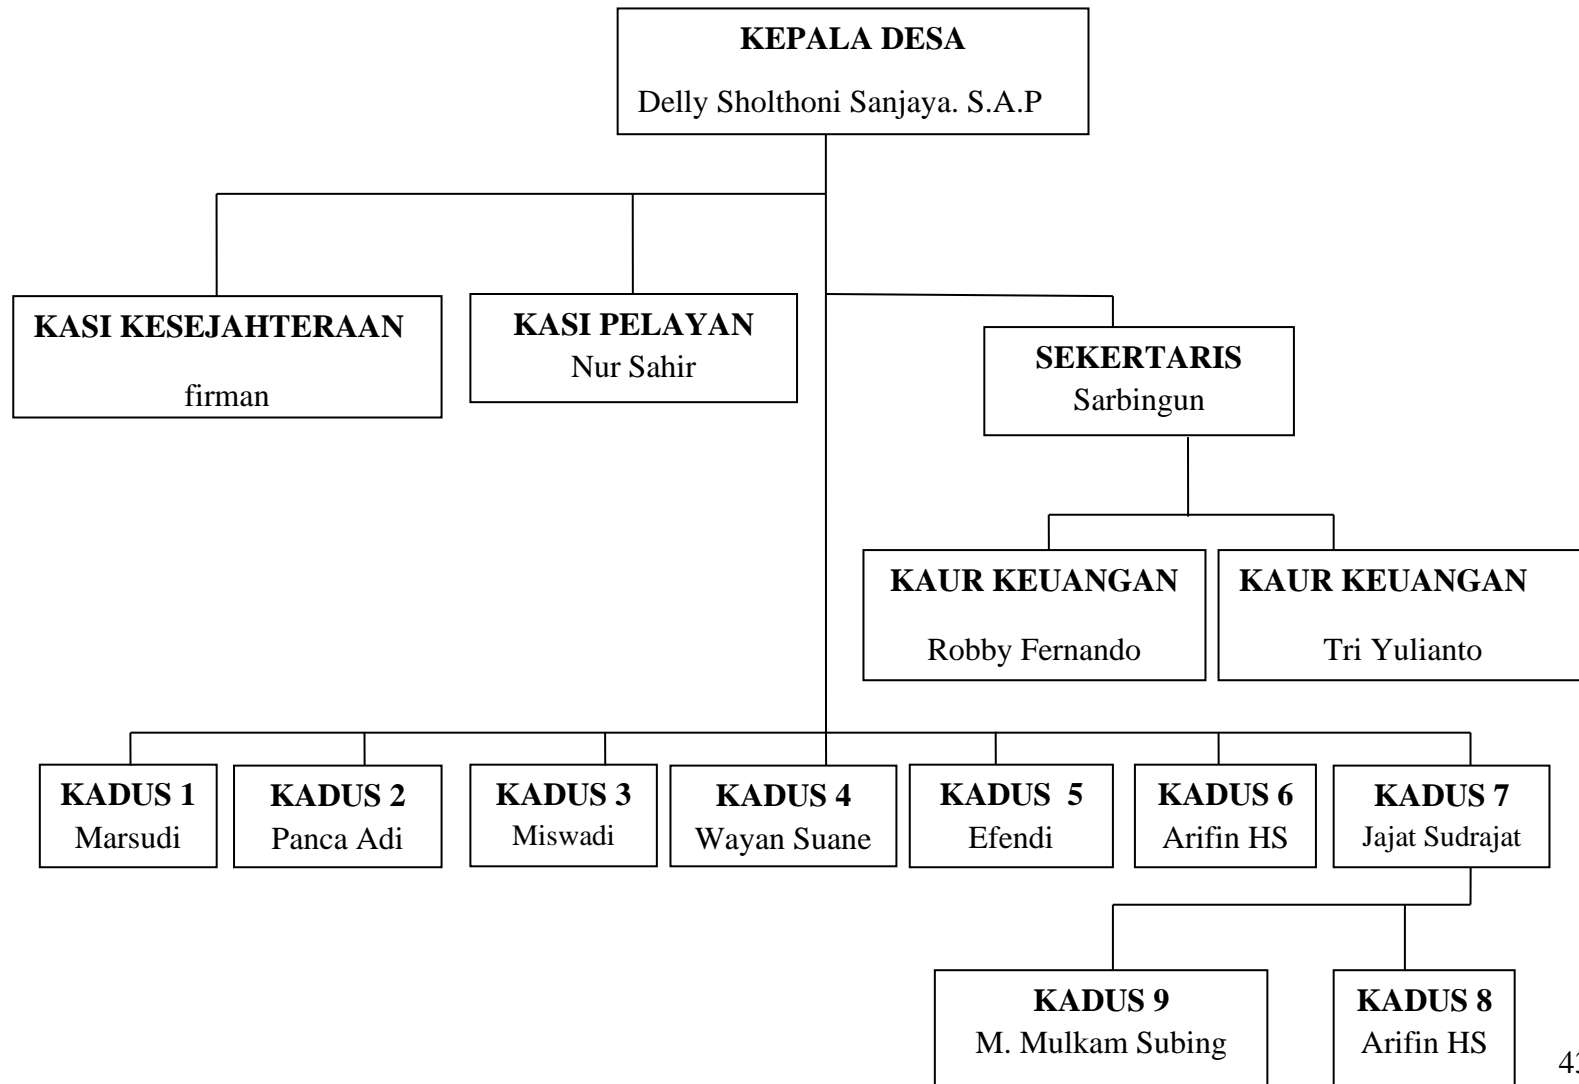 KEPALA DESA
Delly Sholthoni Sanjaya. S.A.P
KASI KESEJAHTERAAN
firman
KASI PELAYAN
Nur Sahir
SEKERTARIS
Sarbingun
KAUR KEUANGAN
Robby Fernando
KAUR KEUANGAN
Tri Yulianto
KADUS 1
Marsudi
KADUS 2
Panca Adi
KADUS 3
Miswadi
KADUS 4
Wayan Suane
KADUS  5
Efendi
KADUS 6
Arifin HS
KADUS 7
Jajat Sudrajat
KADUS 9
M. Mulkam Subing
KADUS 8
Arifin HS